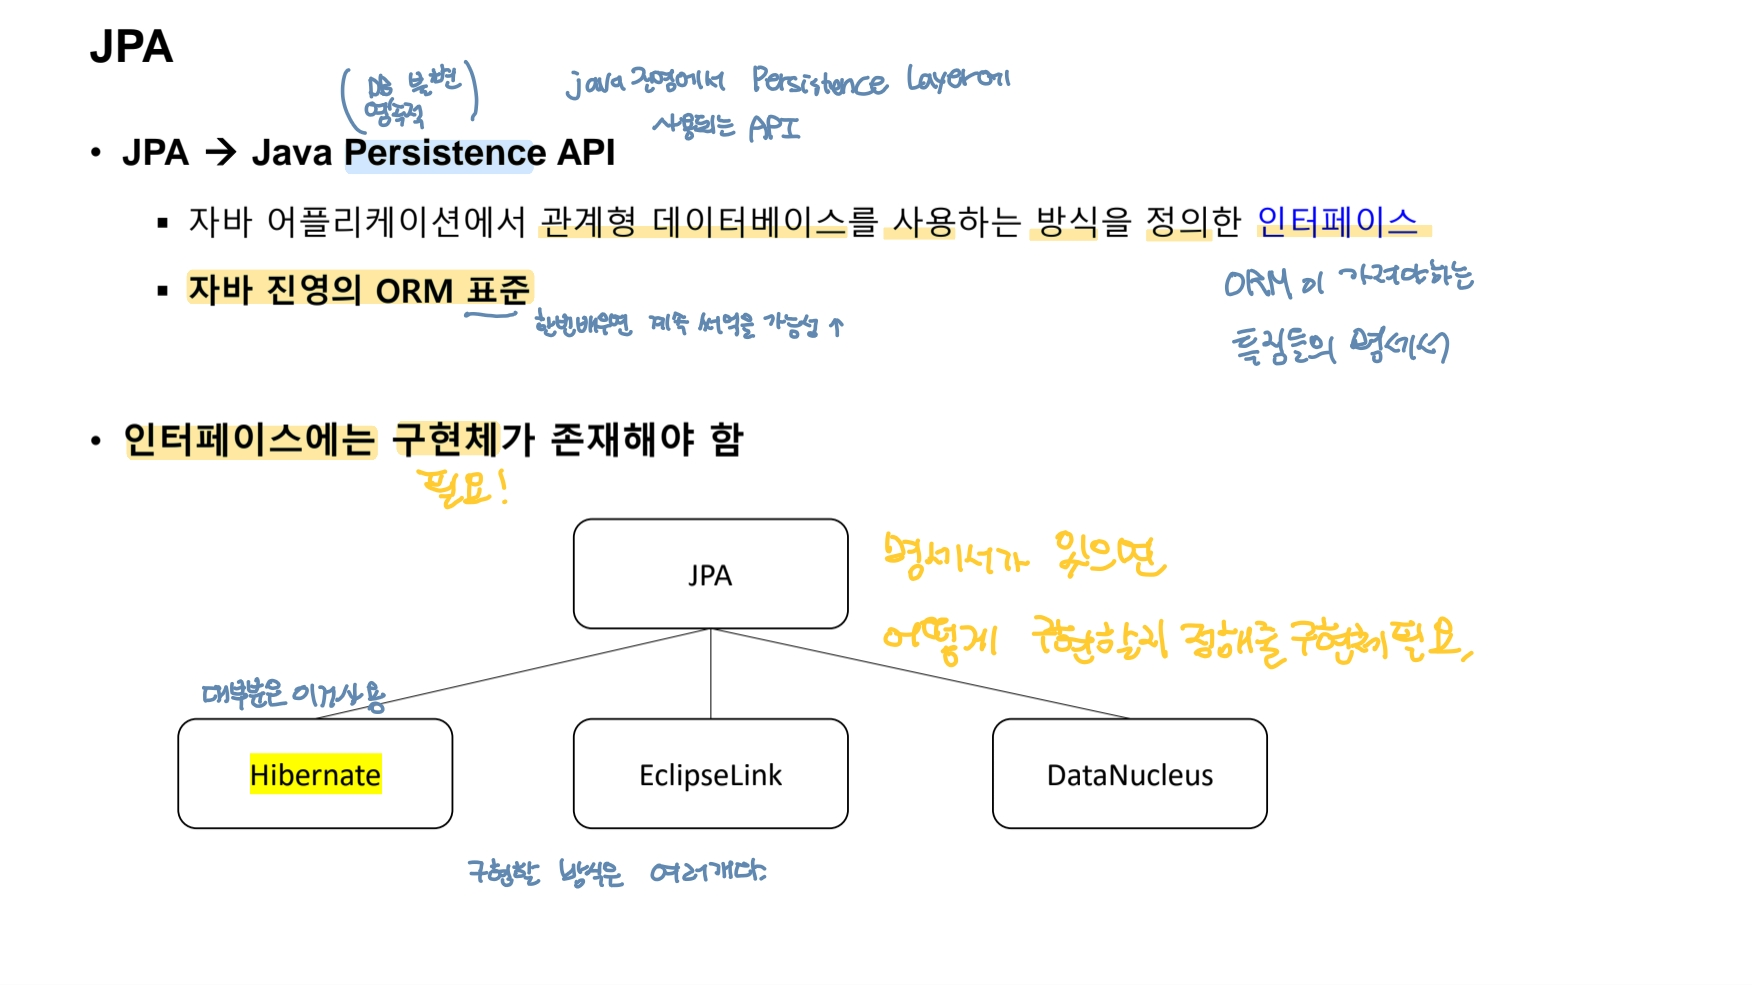 JPA
(DB 불변
영속적)
java 진영에서 Persistence Layer에
사용되는 API
• JPA → Java Persistence API
▪ 자바 어플리케이션에서 관계형 데이터베이스를 사용하는 방식을 정의한 인터페이스
ORM이 가져야하는
특징들의 명세서
▪ 자바 진영의 ORM 표준
한번배우면 계속 써먹을 가능성 ↑
• 인터페이스에는 구현체가 존재해야 함
필요!
JPA
명세서가 있으면
어떻게 구현할지 정해줄 구현체 필요,
대부분은 이거사용
Hibernate
EclipseLink
DataNucleus
구현할 방식은 여러개다.